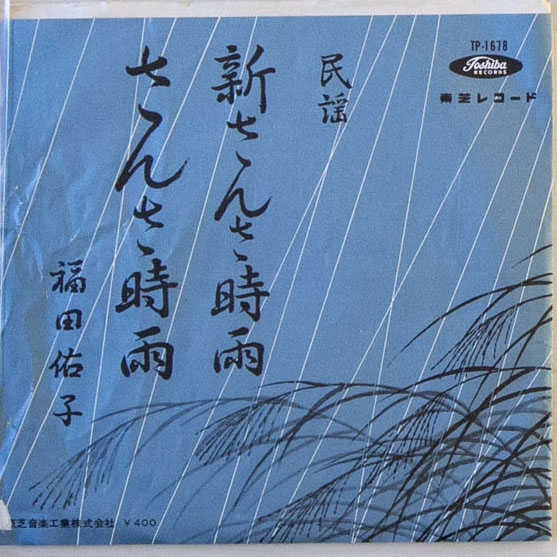 TP-1678
Toshiba
RECORDS
東芝レコード
民謡
新さんさ時雨
さんさ時雨
福田佑子
芝音楽工業株式会社 ¥400